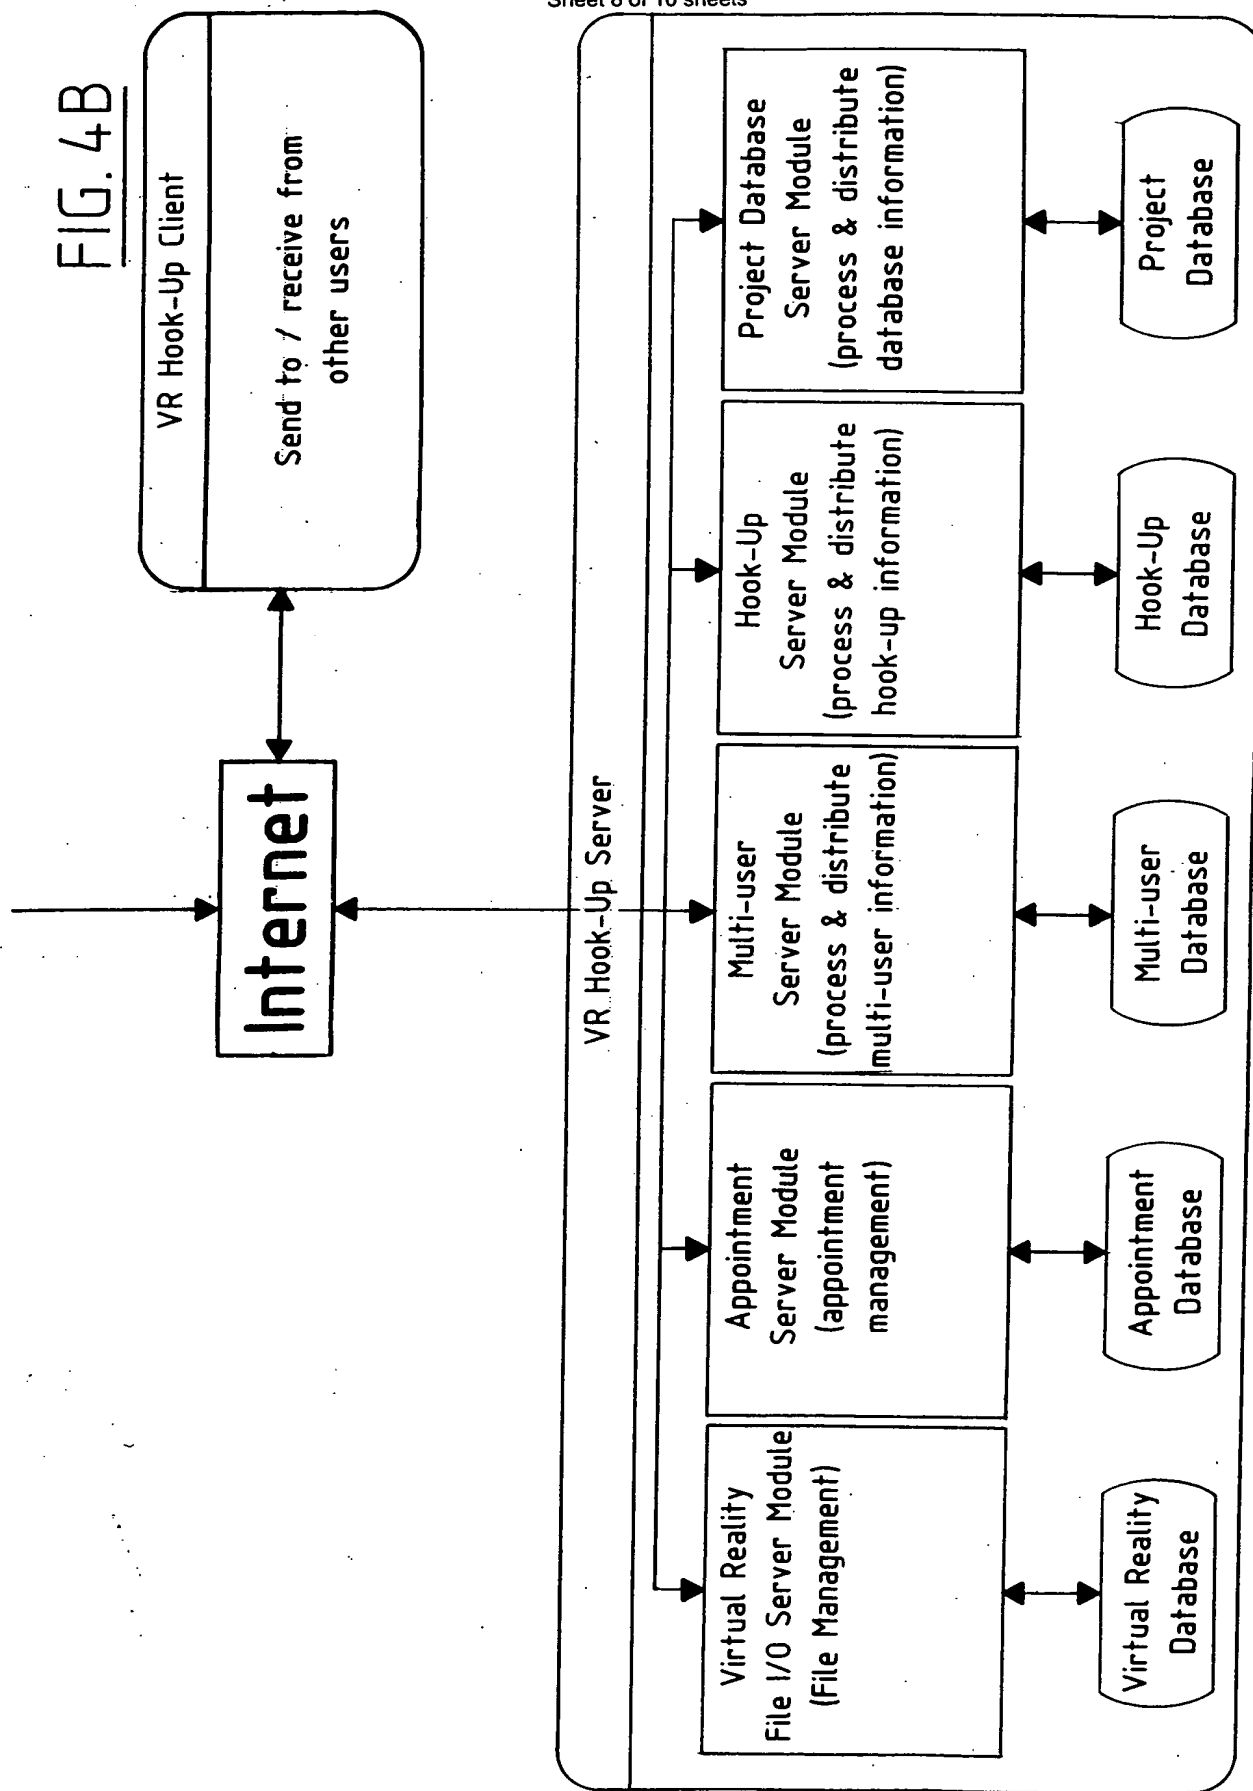 Sheet 8 of 10 sheets
FIG. 4B
VR Hook-Up Client
Send to / receive from
other users
Internet
VR Hook-Up Server
Virtual Reality
File I/O Server Module
(File Management)
Appointment
Server Module
(appointment
management)
Multi-user
Server Module
(process & distribute
multi-user information)
Hook-Up
Server Module
(process & distribute
hook-up information)
Project Database
Server Module
(process & distribute
database information)
Virtual Reality
Database
Appointment
Database
Multi-user
Database
Hook-Up
Database
Project
Database